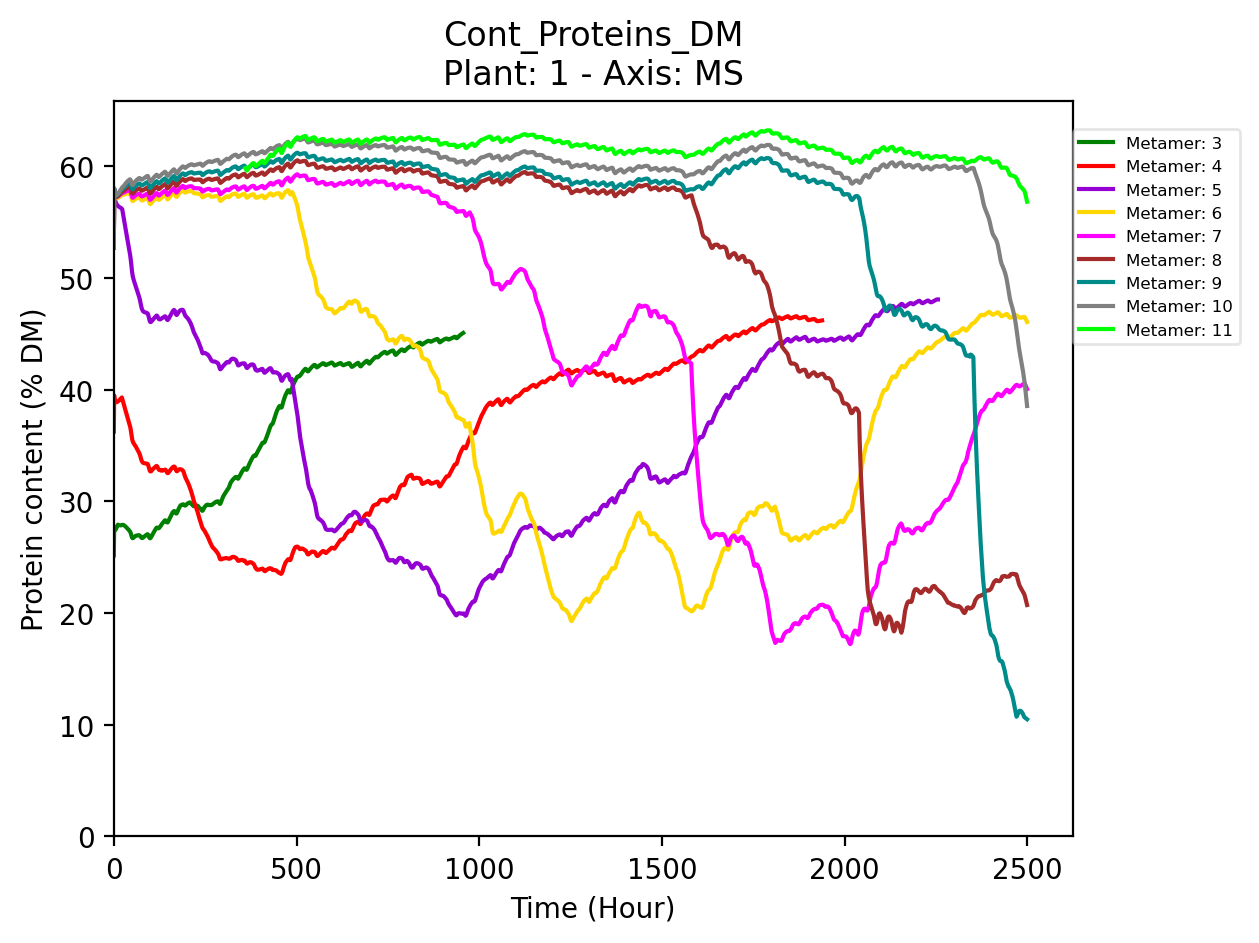 Cont_Proteins_DM
Plant: 1 - Axis: MS
Protein content (% DM)
60
50
40
30
20
10
0
0 500 1000 1500 2000 2500
Time (Hour)
Metamer: 3
Metamer: 4
Metamer: 5
Metamer: 6
Metamer: 7
Metamer: 8
Metamer: 9
Metamer: 10
Metamer: 11